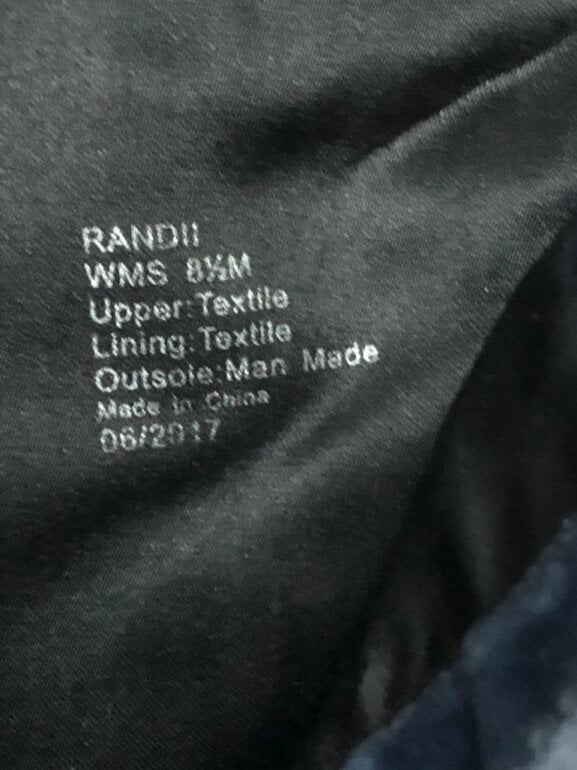 RANDII
WMS 8½M
Upper:Textile
Lining:Textile
Outsole:Man Made
Made in China
06/2017